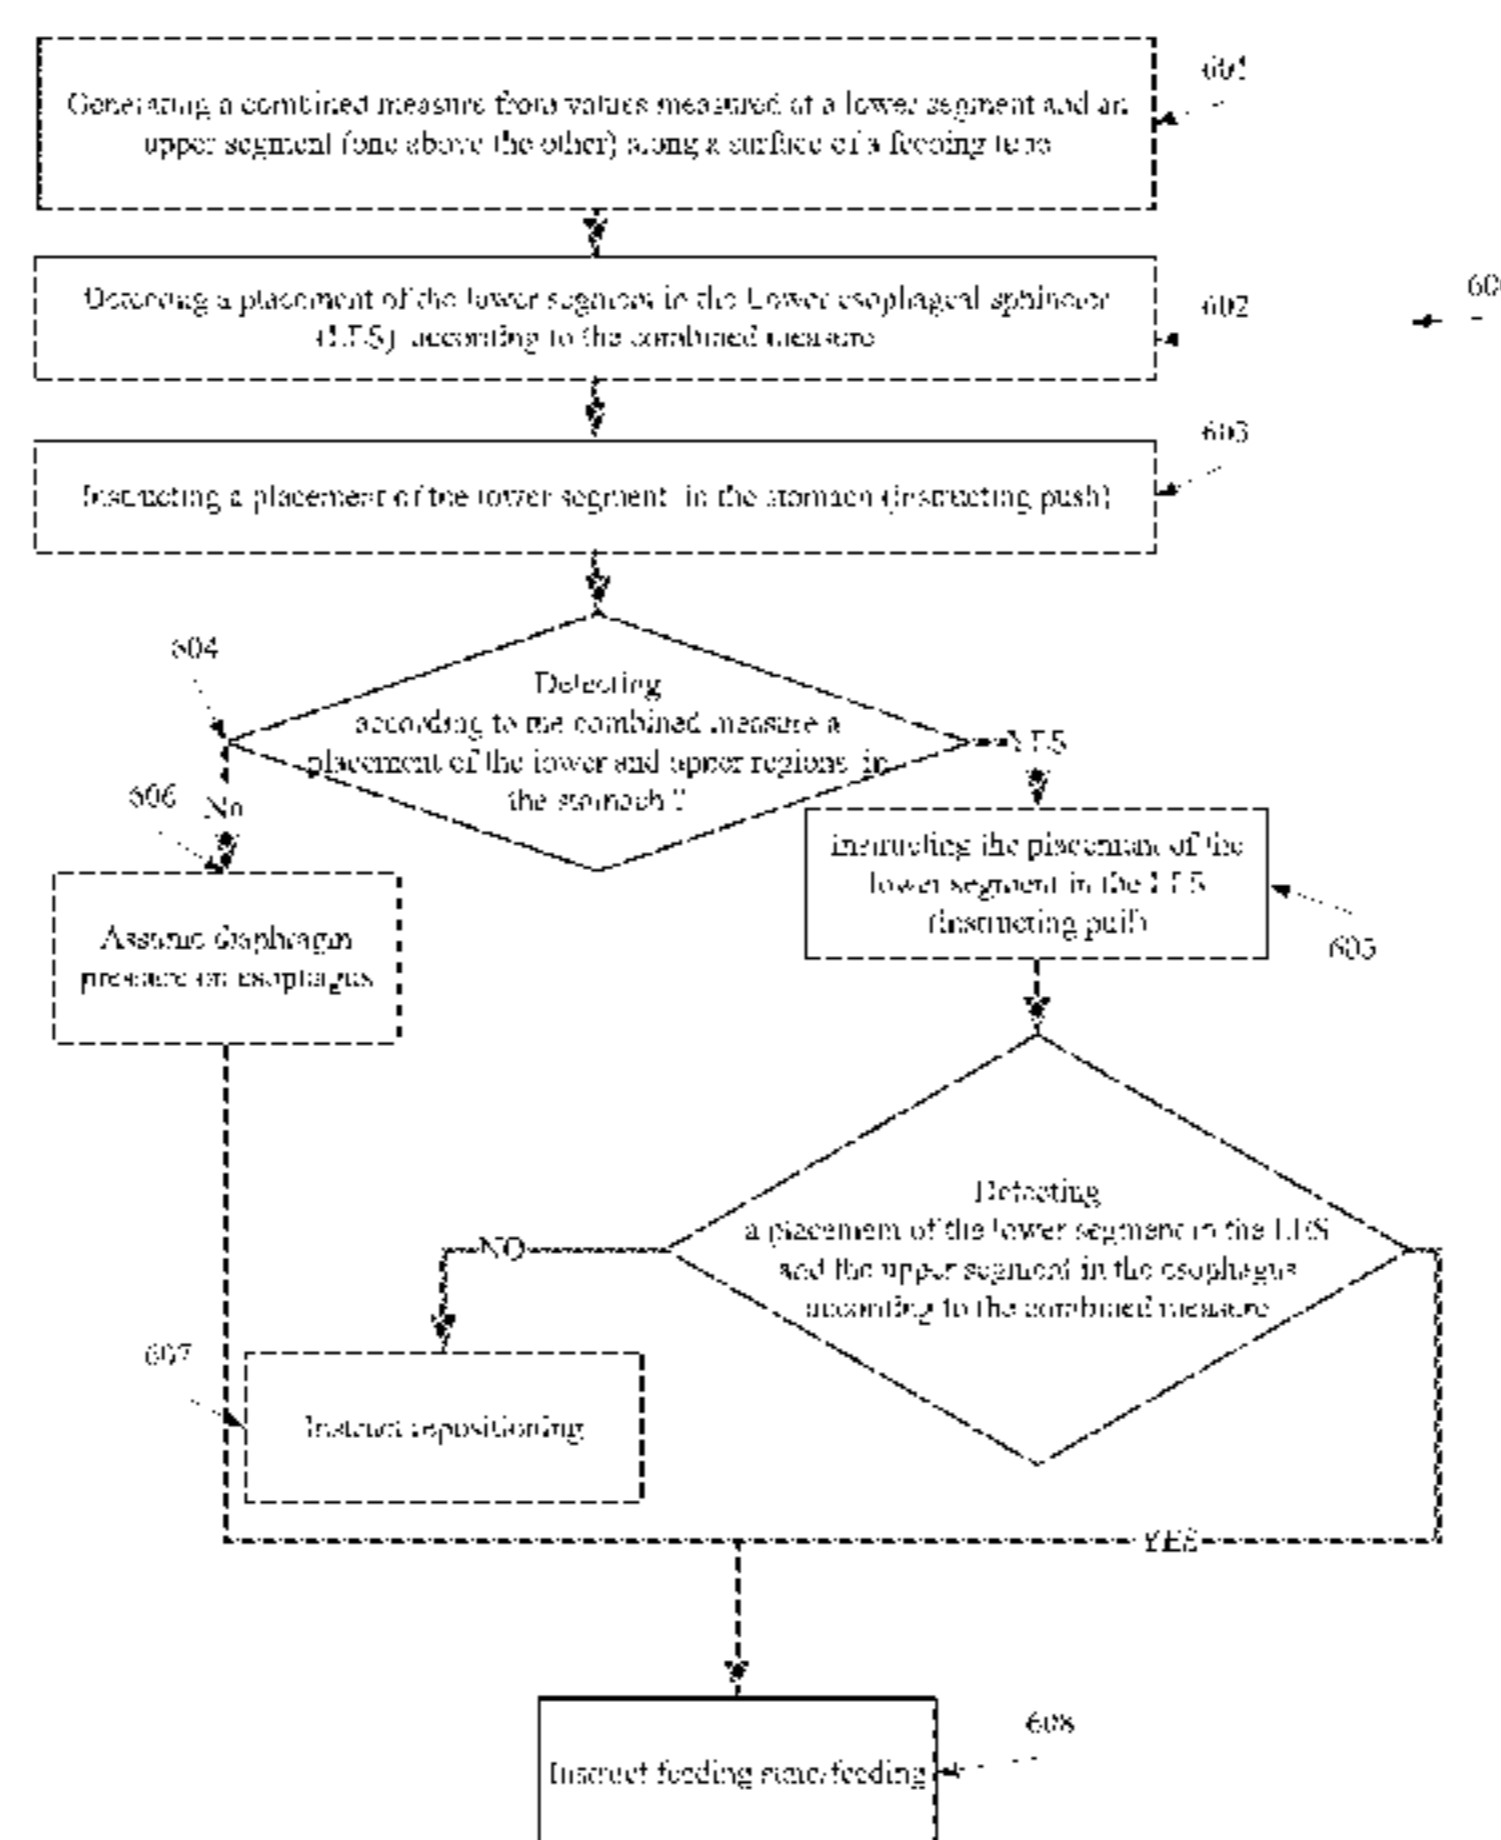 601
Generating a combined measure from values measured at a lower segment and an
upper segment (one above the other) along a surface of a feeding tube
Detecting a placement of the lower segment in the Lower esophageal sphincter
(LES) according to the combined measure
602
60
603
Instructing a placement of the lower segment in the stomach (instructing push)
604
Detecting
according to the combined measure a
placement of the lower and upper regions in
the stomach ?
YES
606
No
instructing the placement of the
lower segment in the LES
(instructing pull)
605
Assume diaphragm
pressure on esophagus
Detecting
a placement of the lower segment in the LES
and the upper segment in the esophagus
according to the combined measure
NO
607
Instruct repositioning
YES
608
Instruct feeding /feeding